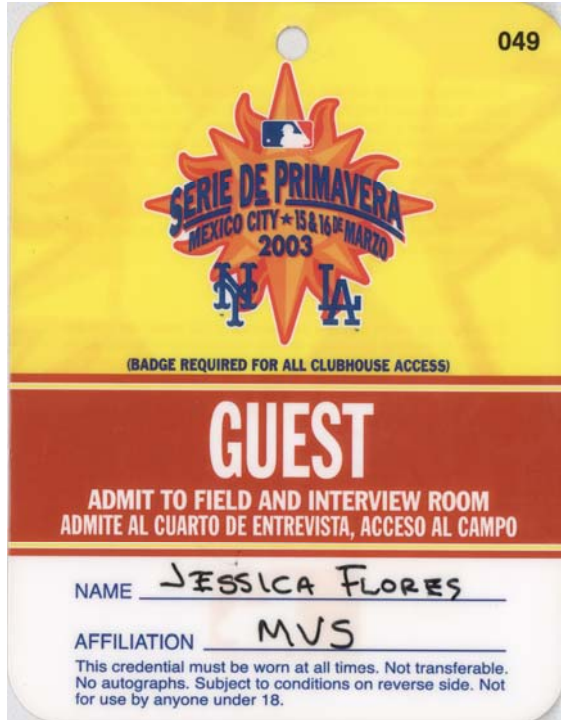 049
SERIE DE PRIMAVERA
MEXICO CITY ★ 15 & 16 DE MARZO
2003
NY LA
(BADGE REQUIRED FOR ALL CLUBHOUSE ACCESS)
GUEST
ADMIT TO FIELD AND INTERVIEW ROOM
ADMITE AL CUARTO DE ENTREVISTA, ACCESO AL CAMPO
NAME JESSICA FLORES
AFFILIATION MVS
This credential must be worn at all times. Not transferable.
No autographs. Subject to conditions on reverse side. Not
for use by anyone under 18.